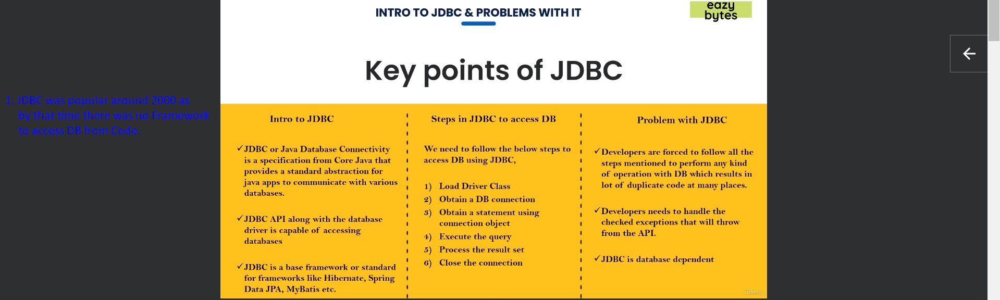 INTRO TO JDBC & PROBLEMS WITH IT
eazy
bytes
Key points of JDBC
1. JDBC was popular around 2000 as
by that time there was no Framework
to access DB from Code.
Intro to JDBC
✓JDBC or Java Database Connectivity
is a specification from Core Java that
provides a standard abstraction for
java apps to communicate with various
databases.
✓JDBC API along with the database
driver is capable of accessing
databases
✓JDBC is a base framework or standard
for frameworks like Hibernate, Spring
Data JPA, MyBatis etc.
Steps in JDBC to access DB
We need to follow the below steps to
access DB using JDBC,
1) Load Driver Class
2) Obtain a DB connection
3) Obtain a statement using
connection object
4) Execute the query
5) Process the result set
6) Close the connection
Problem with JDBC
✓Developers are forced to follow all the
steps mentioned to perform any kind
of operation with DB which results in
lot of duplicate code at many places.
✓Developers needs to handle the
checked exceptions that will throw
from the API.
✓JDBC is database dependent
ûdemy